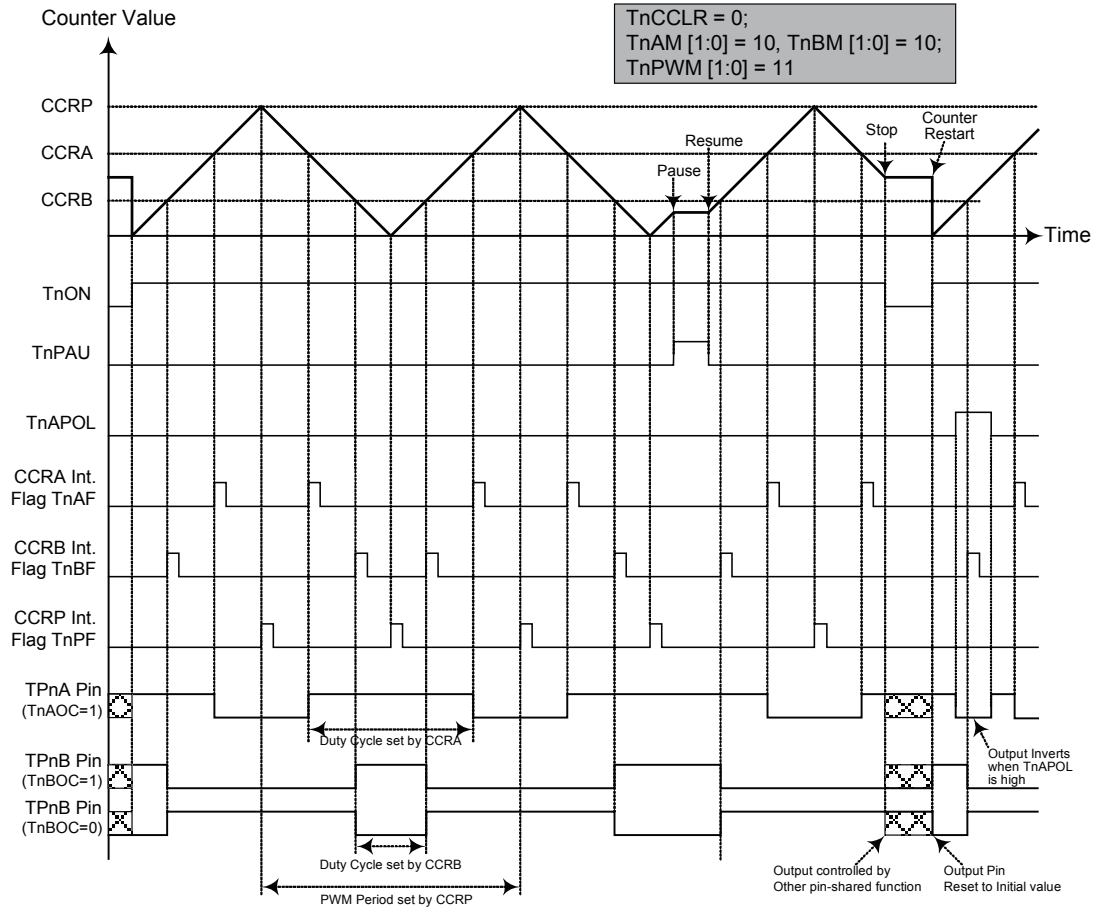 Counter Value
TnCCLR = 0;
TnAM [1:0] = 10, TnBM [1:0] = 10;
TnPWM [1:0] = 11
CCRP
CCRA
CCRB
Pause
Resume
Stop
Counter
Restart
Time
TnON
TnPAU
TnAPOL
CCRA Int.
Flag TnAF
CCRB Int.
Flag TnBF
CCRP Int.
Flag TnPF
TPnA Pin
(TnAOC=1)
Duty Cycle set by CCRA
Output Inverts
when TnAPOL
is high
TPnB Pin
(TnBOC=1)
TPnB Pin
(TnBOC=0)
Duty Cycle set by CCRB
PWM Period set by CCRP
Output controlled by
Other pin-shared function
Output Pin
Reset to Initial value